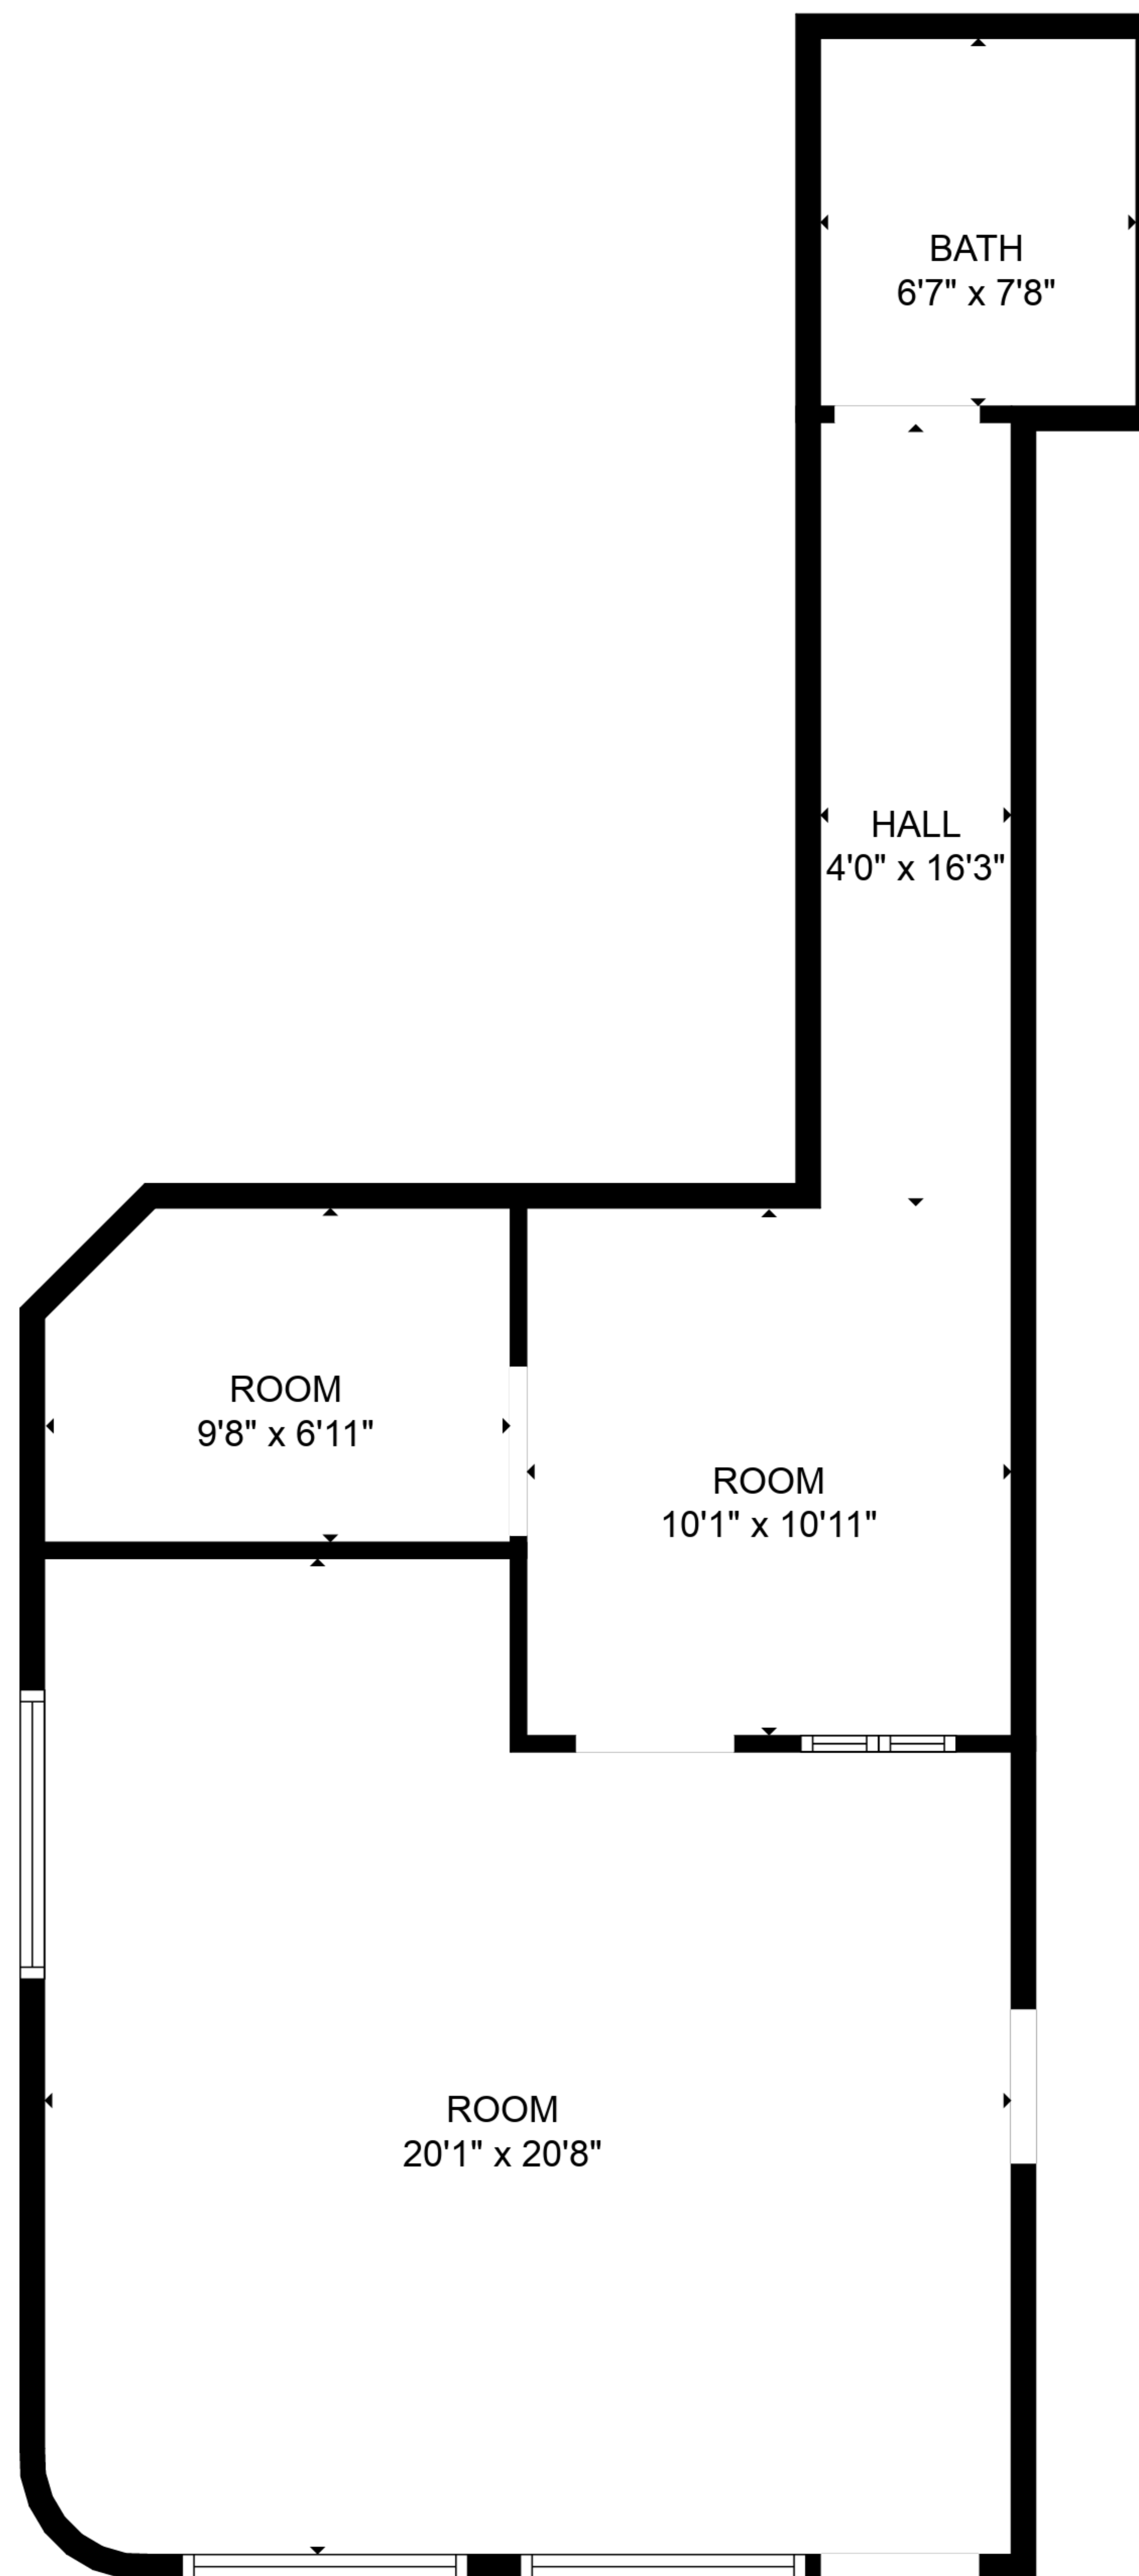 BATH
6'7" x 7'8"
HALL
4'0" x 16'3"
ROOM
9'8" x 6'11"
ROOM
10'1" x 10'11"
ROOM
20'1" x 20'8"